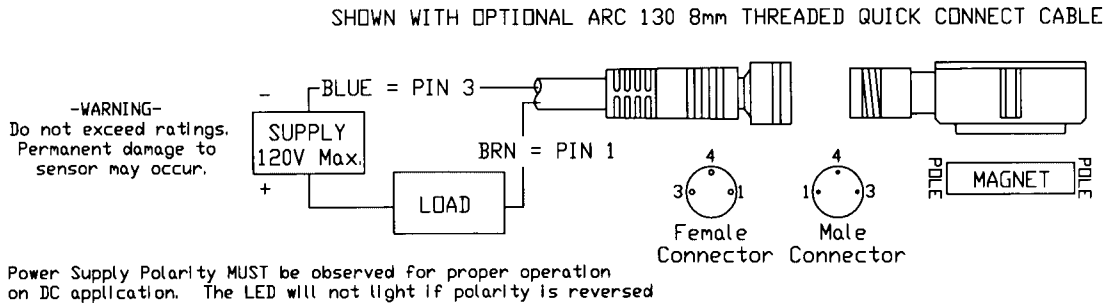 SHOWN WITH OPTIONAL ARC 130 8mm THREADED QUICK CONNECT CABLE
-WARNING-
Do not exceed ratings.
Permanent damage to
sensor may occur.
-
BLUE = PIN 3
SUPPLY
120V Max.
+
LOAD
BRN = PIN 1
4
3 1
Female
Connector
4
1 3
Male
Connector
POLE
MAGNET
POLE
Power Supply Polarity MUST be observed for proper operation
on DC application. The LED will not light if polarity is reversed